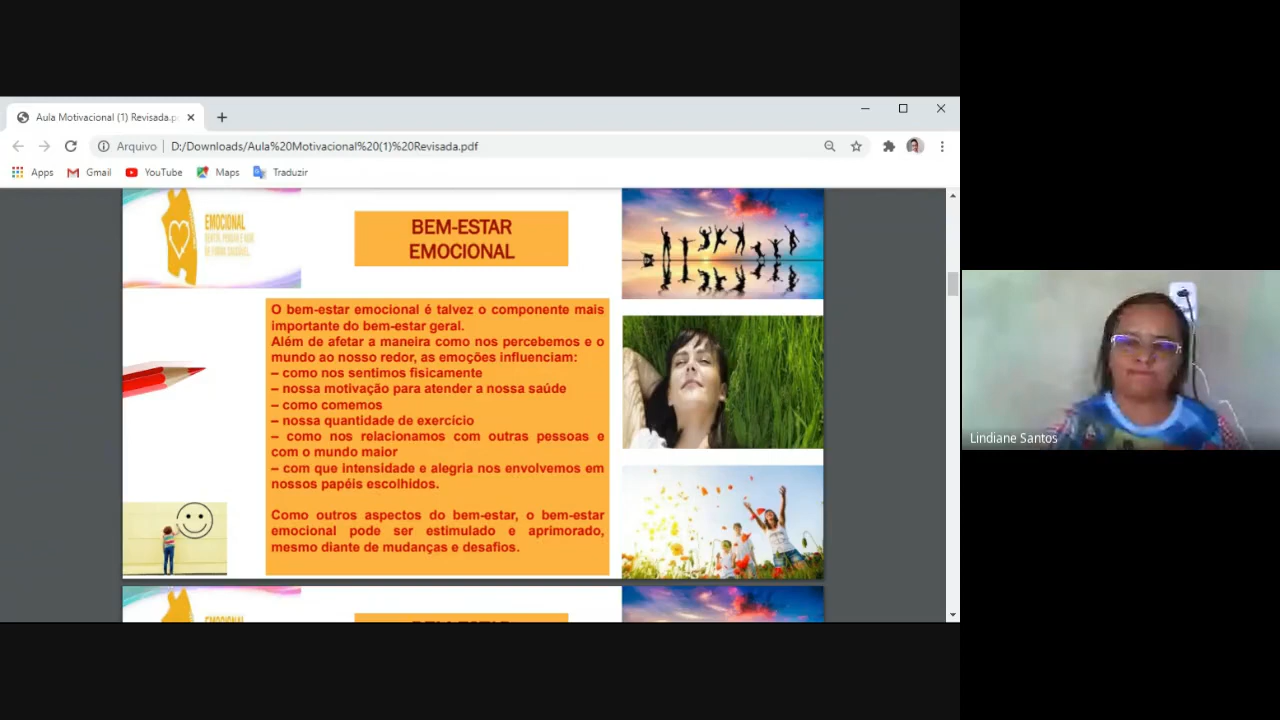 Aula Motivacional (1) Revisada.p
Arquivo
D:/Downloads/Aula%20Motivacional%20(1)%20Revisada.pdf
Apps
Gmail
YouTube
Maps
Traduzir
EMOCIONAL
BEM-ESTAR
EMOCIONAL
O bem-estar emocional é talvez o componente mais
importante do bem-estar geral.
Além de afetar a maneira como nos percebemos e o
mundo ao nosso redor, as emoções influenciam:
– como nos sentimos fisicamente
– nossa motivação para atender a nossa saúde
– como comemos
– nossa quantidade de exercício
– como nos relacionamos com outras pessoas e
com o mundo maior
– com que intensidade e alegria nos envolvemos em
nossos papéis escolhidos.
Como outros aspectos do bem-estar, o bem-estar
emocional pode ser estimulado e aprimorado,
mesmo diante de mudanças e desafios.
Lindiane Santos